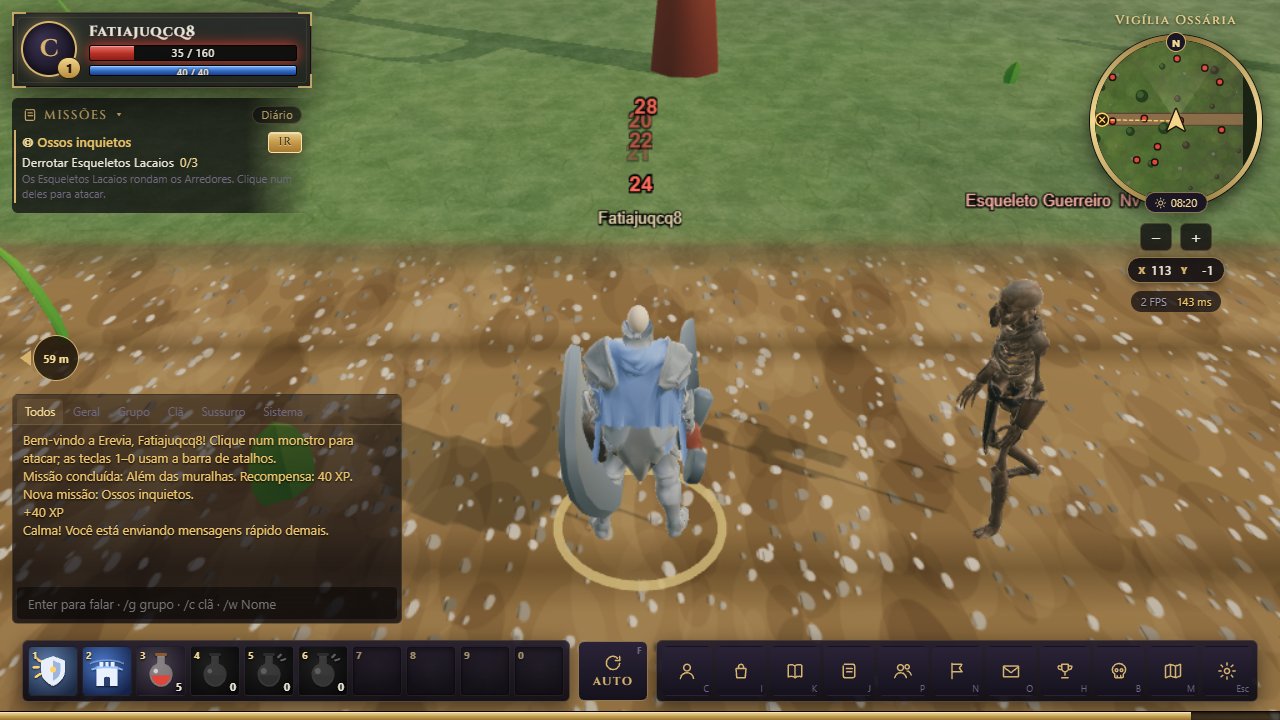 FATIAJUQCQ8
C
1
35 / 160
40 / 40
MISSÕES
Diário
Ossos inquietos
IR
Derrotar Esqueletos Lacaios 0/3
Os Esqueletos Lacaios rondam os Arredores. Clique num
deles para atacar.
28
20
22
21
24
Fatiajuqcq8
Esqueleto Guerreiro Nv
VIGÍLIA OSSÁRIA
N
08:20
− +
X 113 Y -1
2 FPS 143 ms
59 m
Todos Geral Grupo Clã Sussurro Sistema
Bem-vindo a Erevia, Fatiajuqcq8! Clique num monstro para
atacar; as teclas 1–0 usam a barra de atalhos.
Missão concluída: Além das muralhas. Recompensa: 40 XP.
Nova missão: Ossos inquietos.
+40 XP
Calma! Você está enviando mensagens rápido demais.
Enter para falar · /g grupo · /c clã · /w Nome
1 2 3 4 5 6 7 8 9 0
5 0 0 0
F
AUTO
C I K J P N O H B M Esc